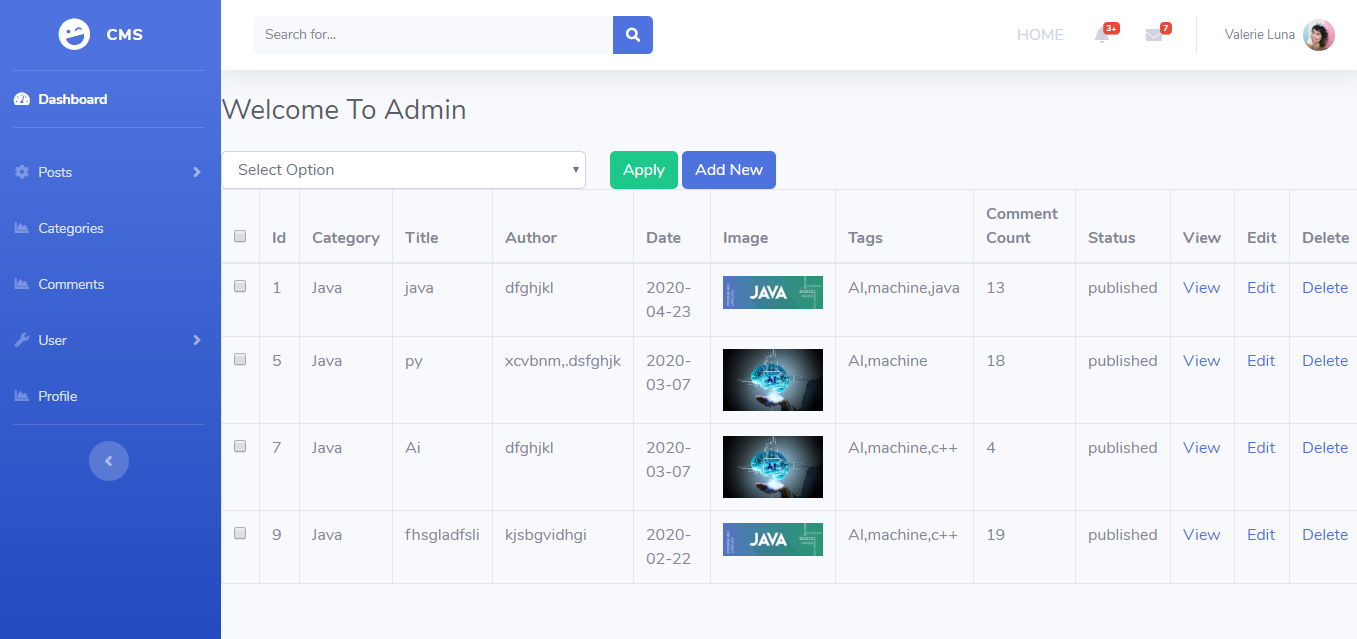 CMS
Search for...
HOME
3+
7
Valerie Luna
Dashboard
Posts
Categories
Comments
User
Profile
Welcome To Admin
Select Option
Apply
Add New
Id Category Title Author Date Image Tags Comment Count Status View Edit Delete
1 Java java dfghjkl 2020-04-23 JAVA AI,machine,java 13 published View Edit Delete
5 Java py xcvbnm,.dsfghjk 2020-03-07 AI AI,machine 18 published View Edit Delete
7 Java Ai dfghjkl 2020-03-07 AI AI,machine,c++ 4 published View Edit Delete
9 Java fhsgladfsli kjsbgvidhgi 2020-02-22 JAVA AI,machine,c++ 19 published View Edit Delete